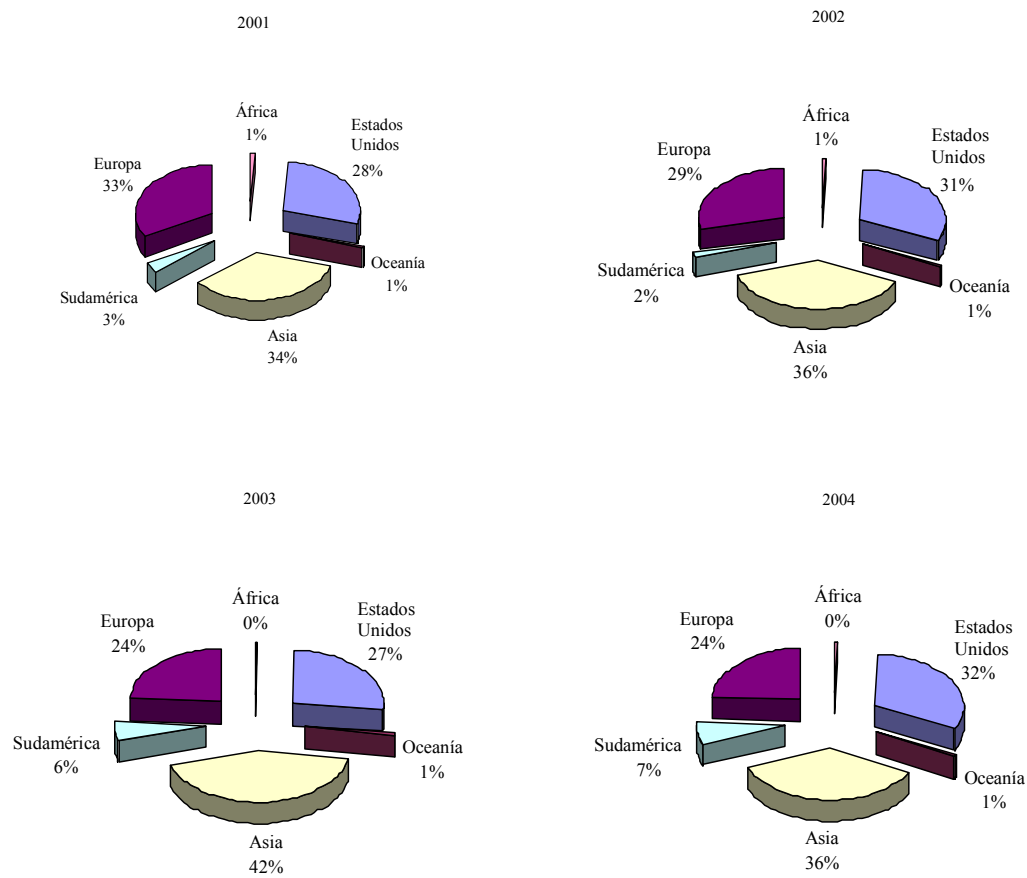 2001
África
1%
Estados
Unidos
28%
Europa
33%
Oceanía
1%
Sudamérica
3%
Asia
34%
2002
África
1%
Estados
Unidos
31%
Europa
29%
Sudamérica
2%
Oceanía
1%
Asia
36%
2003
África
0%
Estados
Unidos
27%
Europa
24%
Sudamérica
6%
Oceanía
1%
Asia
42%
2004
África
0%
Estados
Unidos
32%
Europa
24%
Sudamérica
7%
Oceanía
1%
Asia
36%